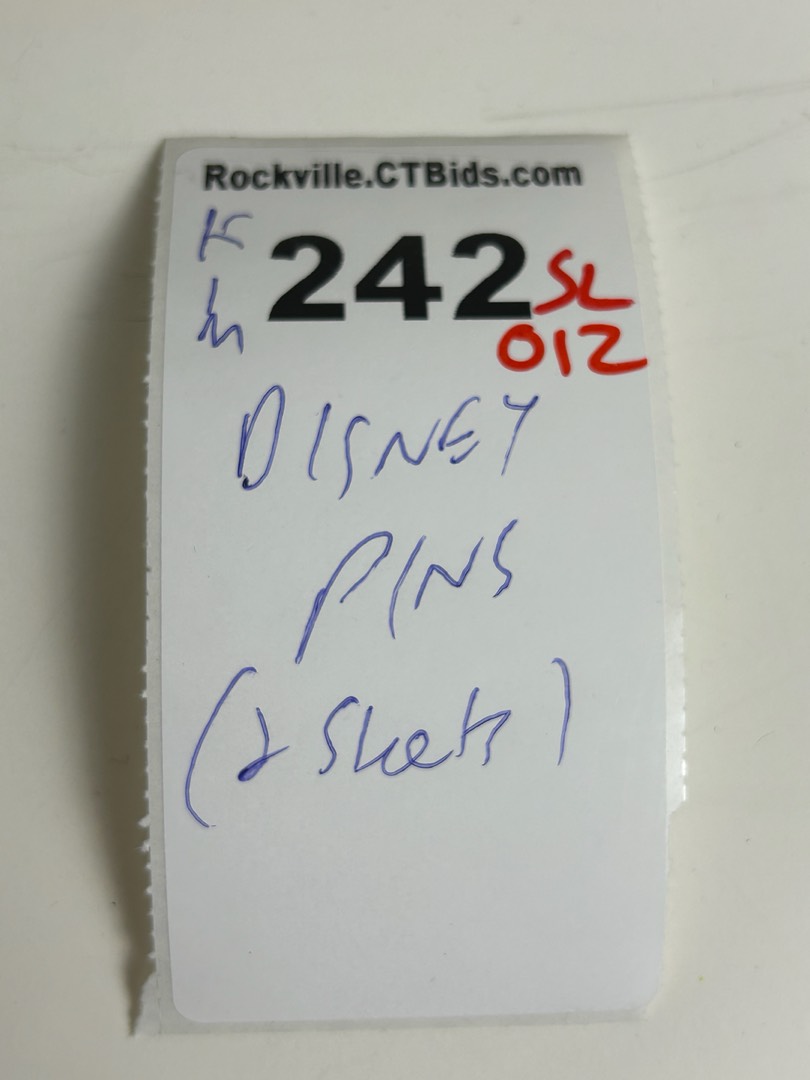 Rockville.CTBids.com
242 SL
012
DISNEY
PINS
(2 Sheets)